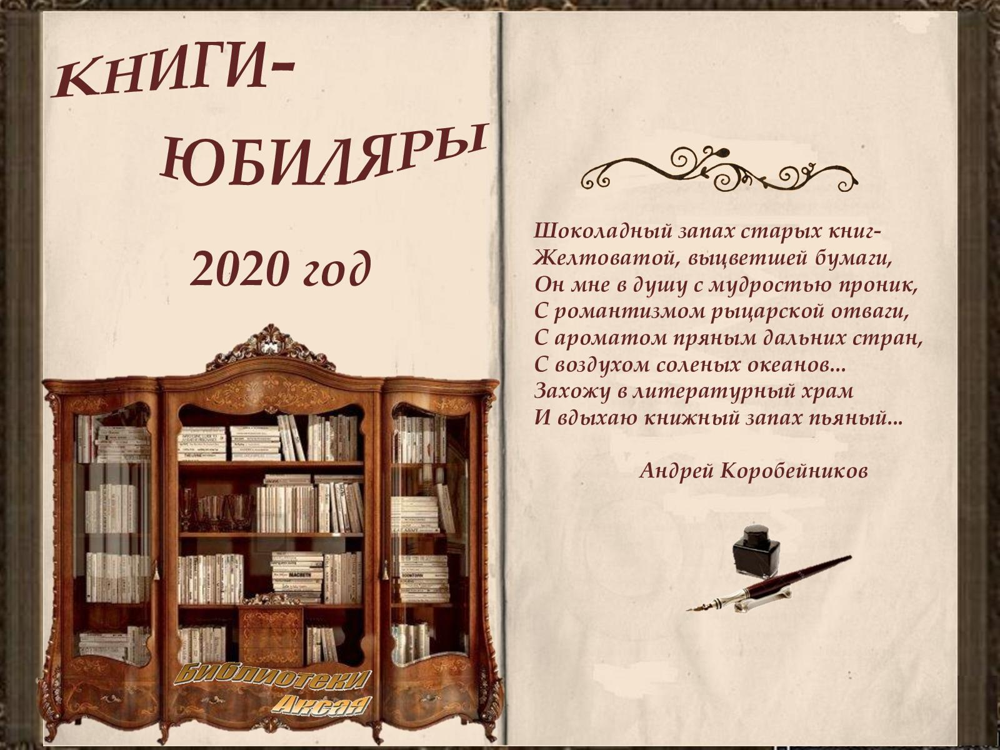 КНИГИ-
ЮБИЛЯРЫ
2020 год
MACBETH
Библиотеки
Аксая
Шоколадный запах старых книг-
Желтоватой, выцветшей бумаги,
Он мне в душу с мудростью проник,
С романтизмом рыцарской отваги,
С ароматом пряным дальних стран,
С воздухом соленых океанов...
Захожу в литературный храм
И вдыхаю книжный запах пьяный...
Андрей Коробейников